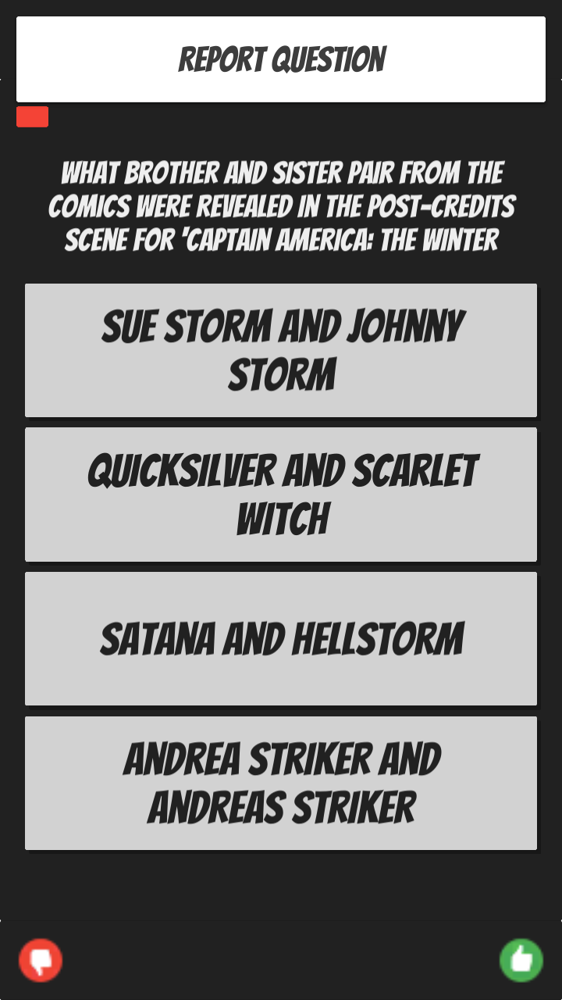 REPORT QUESTION
WHAT BROTHER AND SISTER PAIR FROM THE
COMICS WERE REVEALED IN THE POST-CREDITS
SCENE FOR 'CAPTAIN AMERICA: THE WINTER
SUE STORM AND JOHNNY
STORM
QUICKSILVER AND SCARLET
WITCH
SATANA AND HELLSTORM
ANDREA STRIKER AND
ANDREAS STRIKER